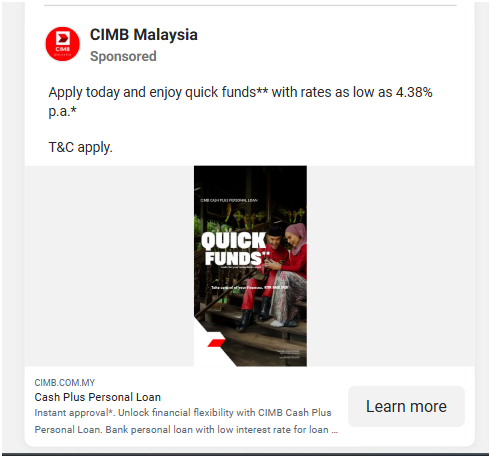 CIMB Malaysia
Sponsored
Apply today and enjoy quick funds** with rates as low as 4.38%
p.a.*
T&C apply.
CIMB
CIMB CASH PLUS PERSONAL LOAN
QUICK
FUNDS**
Take control of your finances.
CIMB.COM.MY
Cash Plus Personal Loan
Instant approval*. Unlock financial flexibility with CIMB Cash Plus
Personal Loan. Bank personal loan with low interest rate for loan ...
Learn more